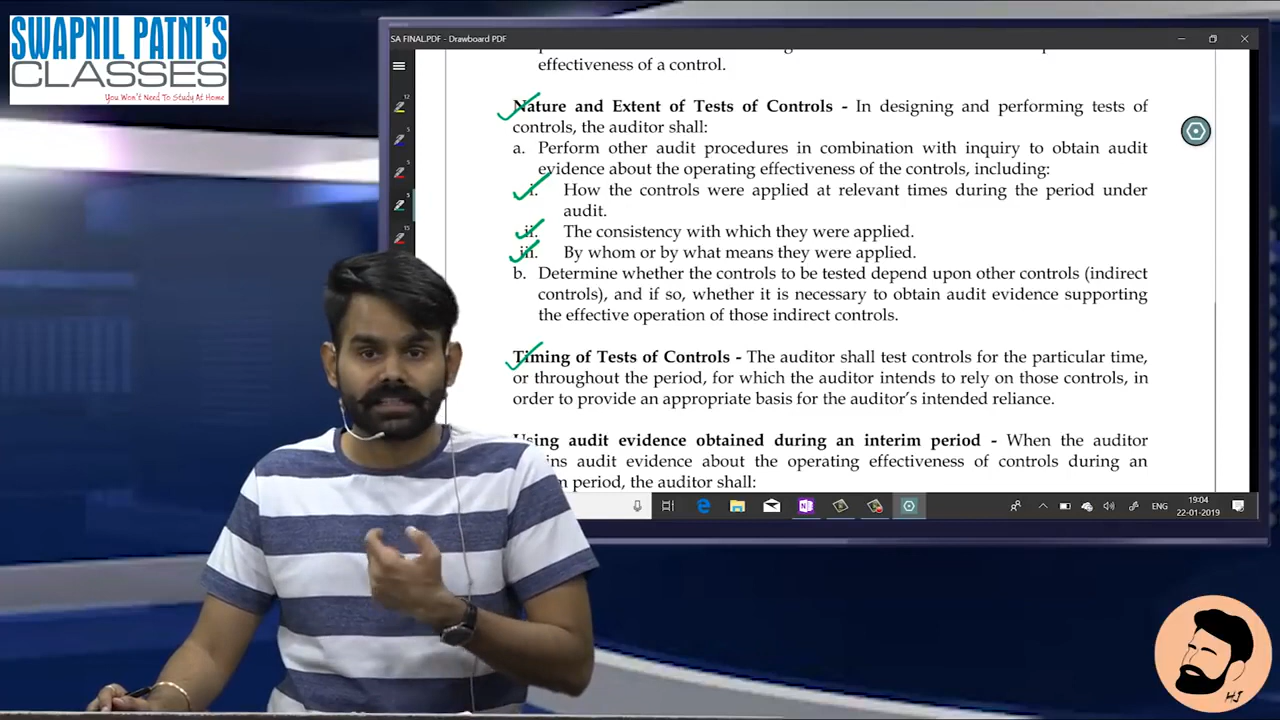 SWAPNIL PATNI'S
CLASSES
You Won't Need To Study At Home
SA FINAL.PDF - Drawboard PDF
effectiveness of a control.
Nature and Extent of Tests of Controls - In designing and performing tests of
controls, the auditor shall:
a. Perform other audit procedures in combination with inquiry to obtain audit
evidence about the operating effectiveness of the controls, including:
i. How the controls were applied at relevant times during the period under
audit.
ii. The consistency with which they were applied.
iii. By whom or by what means they were applied.
b. Determine whether the controls to be tested depend upon other controls (indirect
controls), and if so, whether it is necessary to obtain audit evidence supporting
the effective operation of those indirect controls.
Timing of Tests of Controls - The auditor shall test controls for the particular time,
or throughout the period, for which the auditor intends to rely on those controls, in
order to provide an appropriate basis for the auditor's intended reliance.
Using audit evidence obtained during an interim period - When the auditor
audit evidence about the operating effectiveness of controls during an
period, the auditor shall:
ENG
19:04
22-01-2019
HJ